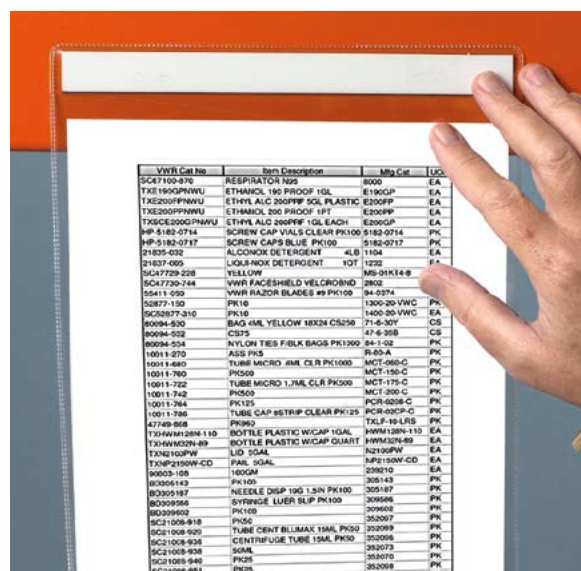 VWR Cat No Item Description Mfg Cat UO
SC67100-870 RESPIRATOR N95 8000 EA
TXE190GPNWU ETHANOL 190 PROOF 1GL E190GP EA
TXE200FPNWU ETHYL ALC 200PRF 5GL PLASTIC E200FP EA
TXE200PPNWU ETHANOL 200 PROOF 1PT E200PP EA
TXSCE200GPNWU ETHYL ALC 200PRF 1GL EACH E200GP EA
HP-5182-0714 SCREW CAP VIALS CLEAR PK100 5182-0714 PK
HP-5182-0717 SCREW CAPS BLUE PK100 5182-0717 PK
21835-032 ALCONOX DETERGENT 4LB 1104 EA
21837-005 LIQUI-NOX DETERGENT 1QT 1232
SC47729-228 YELLOW
SC47730-744 VWR FACESHIELD VELCROBND 2802
55411-050 VWR RAZOR BLADES #9 PK100 94-0374
52877-150 PK10 1300-20-VWC PK
SC52877-310 PK10 1400-20-VWC EA
80094-530 BAG 4ML YELLOW 18X24 CS250 71-6-30Y CS
80094-532 CS75 47-6-35B CS
80094-534 NYLON TIES F/BLK BAGS PK1000 84-1-02 PK
10011-270 ASS PK5 R-80-A PK
10011-680 TUBE MICRO .6ML CLR PK1000 MCT-060-C PK
10011-700 PK500 MCT-150-C PK
10011-722 TUBE MICRO 1.7ML CLR PK500 MCT-175-C PK
10011-742 PK500 MCT-200-C PK
10011-764 PK125 PCR-0208-C PK
10011-786 TUBE CAP 8STRIP CLEAR PK125 PCR-02CP-C PK
47749-868 PK960 TXLF-10-LRS PK
TXHWM128N-110 BOTTLE PLASTIC W/CAP 1GAL HWM128N-110 EA
TXHWM32N-89 BOTTLE PLASTIC W/CAP QUART HWM32N-89 EA
TXN2100PW LID 5GAL N2100PW EA
TXNP2150W-CD PAIL 5GAL NP2150W-CD EA
90003-108 100GM 239210 EA
BD305143 PK100 305143 PK
BD305187 NEEDLE DISP 19G 1.5IN PK100 305187 PK
BD309586 SYRINGE LUER SLIP PK100 309586 PK
BD309602 PK100 309602 PK
SC21008-918 PK50 352097 PK
SC21008-920 TUBE CENT BLUMAX 15ML PK50 352099 PK
SC21008-936 CENTRIFUGE TUBE 15ML PK50 352096 PK
SC21008-938 50ML 352073 PK
SC21008-940 PK25 352070 PK
PK25 352098 PK